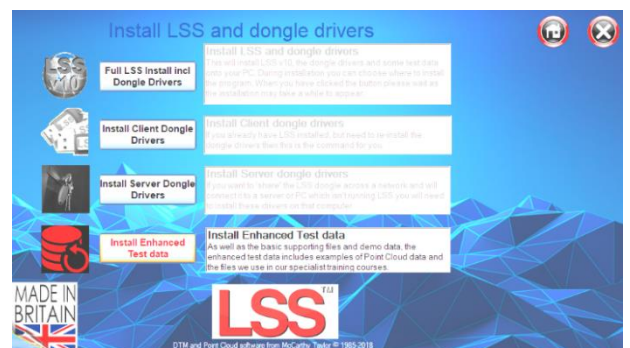 Install LSS and dongle drivers
LSS
v10
Full LSS Install incl
Dongle Drivers
Install LSS and dongle drivers
This will install LSS v10, the dongle drivers and some test data
onto your PC. During installation you can choose where to install
the program. When you have clicked the button please wait as
the installation may take a while to appear.
Install Client Dongle
Drivers
Install Client dongle drivers
If you already have LSS installed, but need to re-install the
dongle drivers then this is the command for you
Install Server Dongle
Drivers
Install Server dongle drivers
If you want to 'share' the LSS dongle across a network and will
connect to a server or PC which isn't running LSS you will need
to install these drivers on that computer
Install Enhanced
Test data
Install Enhanced Test data
As well as the basic supporting files and demo data, the
enhanced test data includes examples of Point Cloud data and
the files we use in our specialist training courses.
MADE IN
BRITAIN
LSS™
DTM and Point Cloud software from McCarthy Taylor © 1985-2018